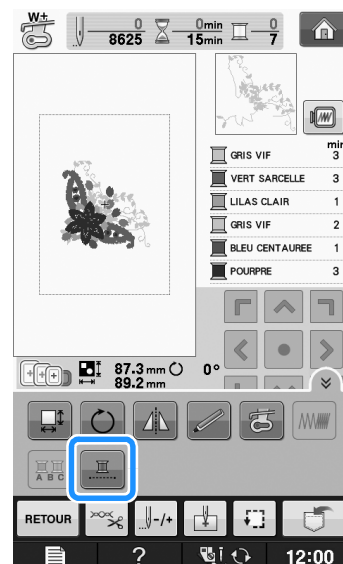 W+
0 0min 0
8625 15min 7
min
GRIS VIF 3
VERT SARCELLE 3
LILAS CLAIR 1
GRIS VIF 2
BLEU CENTAUREE 1
POURPRE 3
87.3 mm 0°
89.2 mm
A B C
RETOUR -/+
? 12:00